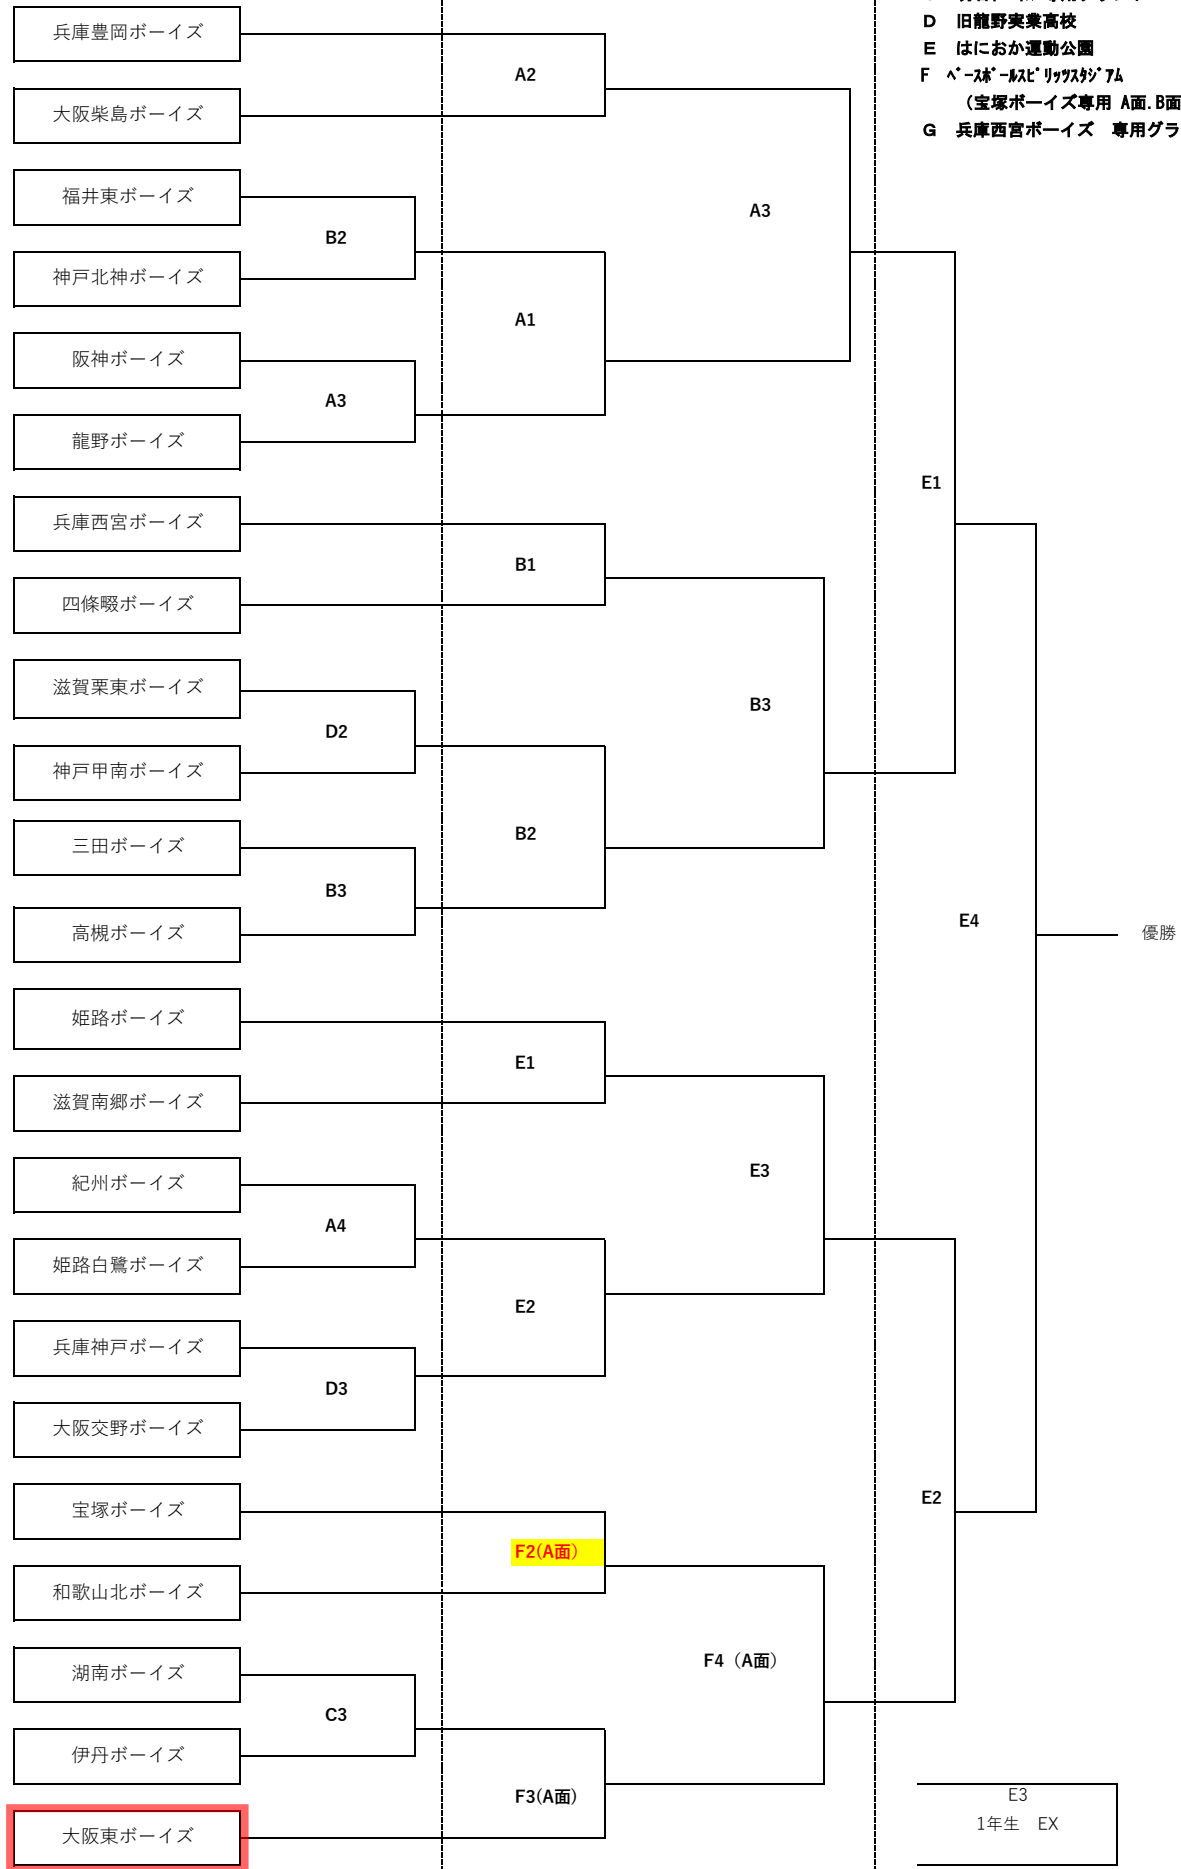 D 旧龍野実業高校
E はにおか運動公園
F ベースボールスピリッツスタジアム
(宝塚ボーイズ専用 A面.B面
G 兵庫西宮ボーイズ 専用グラ
兵庫豊岡ボーイズ
A2
大阪柴島ボーイズ
福井東ボーイズ
A3
B2
神戸北神ボーイズ
A1
阪神ボーイズ
A3
龍野ボーイズ
E1
兵庫西宮ボーイズ
B1
四條畷ボーイズ
滋賀栗東ボーイズ
B3
D2
神戸甲南ボーイズ
B2
三田ボーイズ
B3
E4
高槻ボーイズ
優勝
姫路ボーイズ
E1
滋賀南郷ボーイズ
E3
紀州ボーイズ
A4
姫路白鷺ボーイズ
E2
兵庫神戸ボーイズ
D3
大阪交野ボーイズ
E2
宝塚ボーイズ
F2(A面)
和歌山北ボーイズ
F4 (A面)
湖南ボーイズ
C3
伊丹ボーイズ
F3(A面)
E3
1年生 EX
大阪東ボーイズ